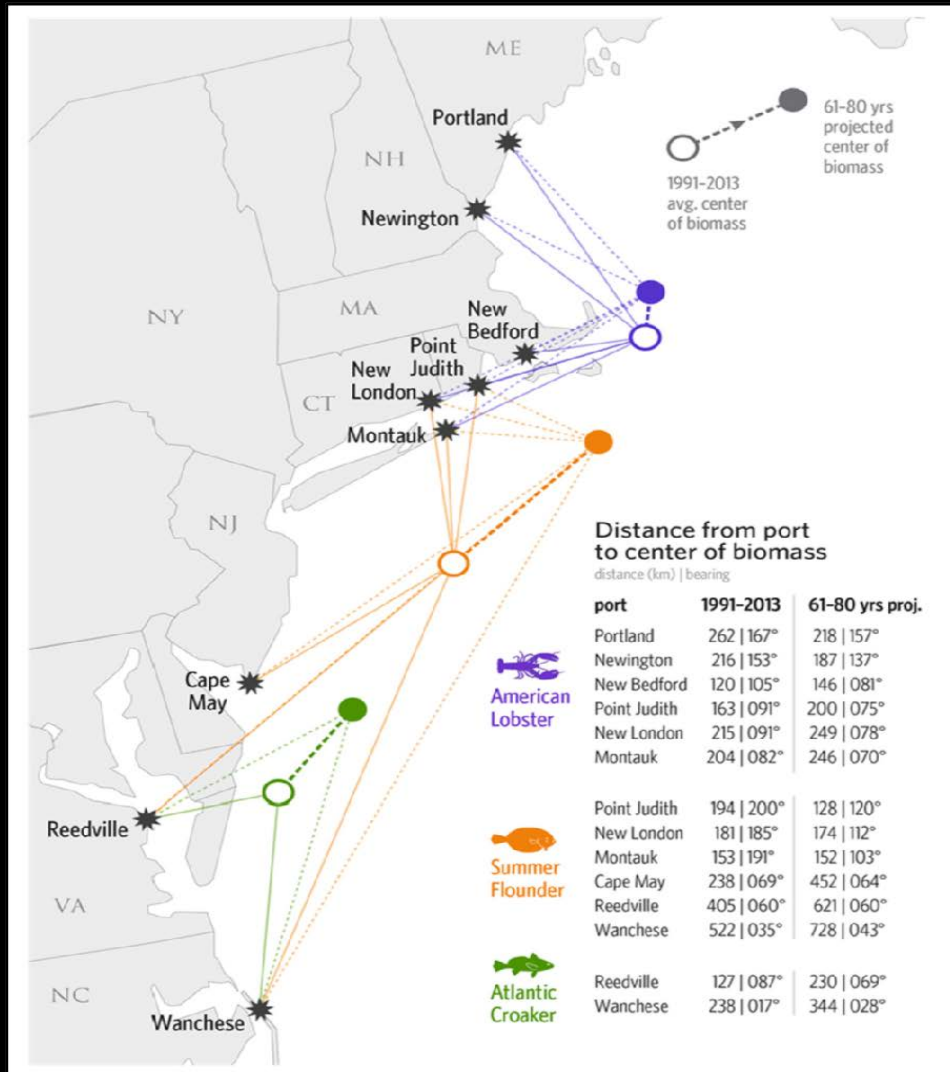 ME
Portland
NH
Newington
61-80 yrs
projected
center of
biomass
1991-2013
avg. center
of biomass
NY
MA
New
Bedford
Point
Judith
New
London
CT
Montauk
NJ
Cape
May
Reedville
VA
NC
Wanchese
Distance from port
to center of biomass
distance (km) | bearing
port 1991-2013 61-80 yrs proj.
American
Lobster
Portland 262 | 167° 218 | 157°
Newington 216 | 153° 187 | 137°
New Bedford 120 | 105° 146 | 081°
Point Judith 163 | 091° 200 | 075°
New London 215 | 091° 249 | 078°
Montauk 204 | 082° 246 | 070°
Summer
Flounder
Point Judith 194 | 200° 128 | 120°
New London 181 | 185° 174 | 112°
Montauk 153 | 191° 152 | 103°
Cape May 238 | 069° 452 | 064°
Reedville 405 | 060° 621 | 060°
Wanchese 522 | 035° 728 | 043°
Atlantic
Croaker
Reedville 127 | 087° 230 | 069°
Wanchese 238 | 017° 344 | 028°